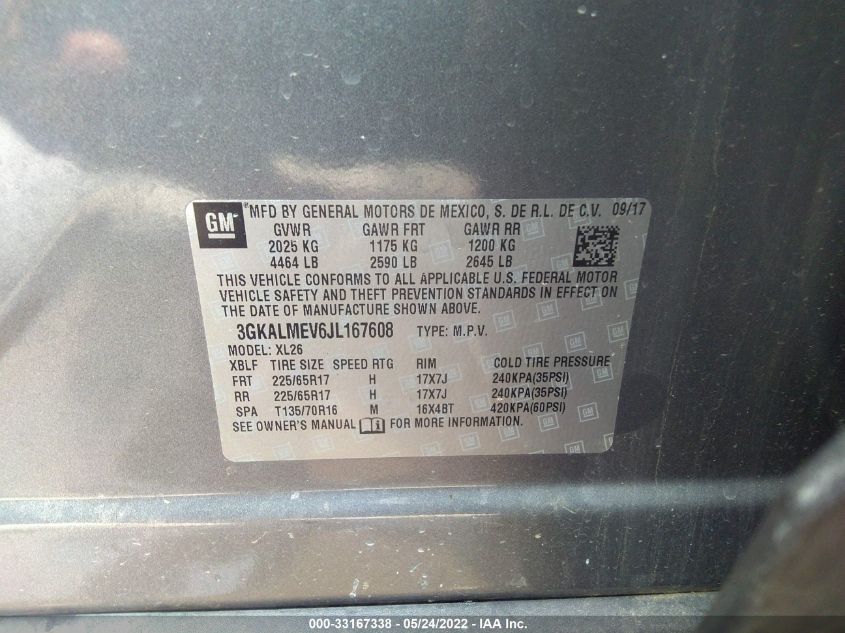 GM
MFD BY GENERAL MOTORS DE MEXICO, S. DE R.L. DE C.V. 09/17
GVWR GAWR FRT GAWR RR
2025 KG 1175 KG 1200 KG
4464 LB 2590 LB 2645 LB
THIS VEHICLE CONFORMS TO ALL APPLICABLE U.S. FEDERAL MOTOR
VEHICLE SAFETY AND THEFT PREVENTION STANDARDS IN EFFECT ON
THE DATE OF MANUFACTURE SHOWN ABOVE.
3GKALMEV6JL167608 TYPE: M.P.V.
MODEL: XL26
XBLF TIRE SIZE SPEED RTG RIM COLD TIRE PRESSURE
FRT 225/65R17 H 17X7J 240KPA(35PSI)
RR 225/65R17 H 17X7J 240KPA(35PSI)
SPA T135/70R16 M 16X4BT 420KPA(60PSI)
SEE OWNER'S MANUAL FOR MORE INFORMATION.
000-33167338 - 05/24/2022 - IAA Inc.